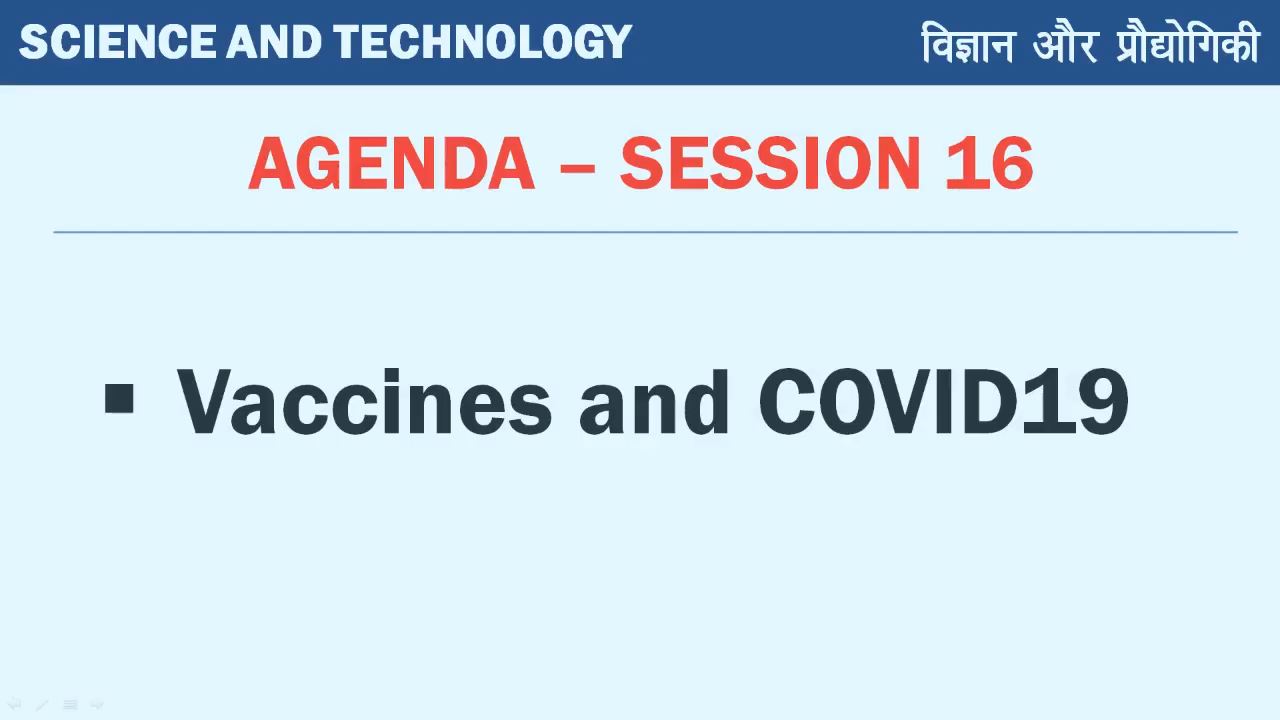 SCIENCE AND TECHNOLOGY
विज्ञान और प्रौद्योगिकी
AGENDA – SESSION 16
▪ Vaccines and COVID19